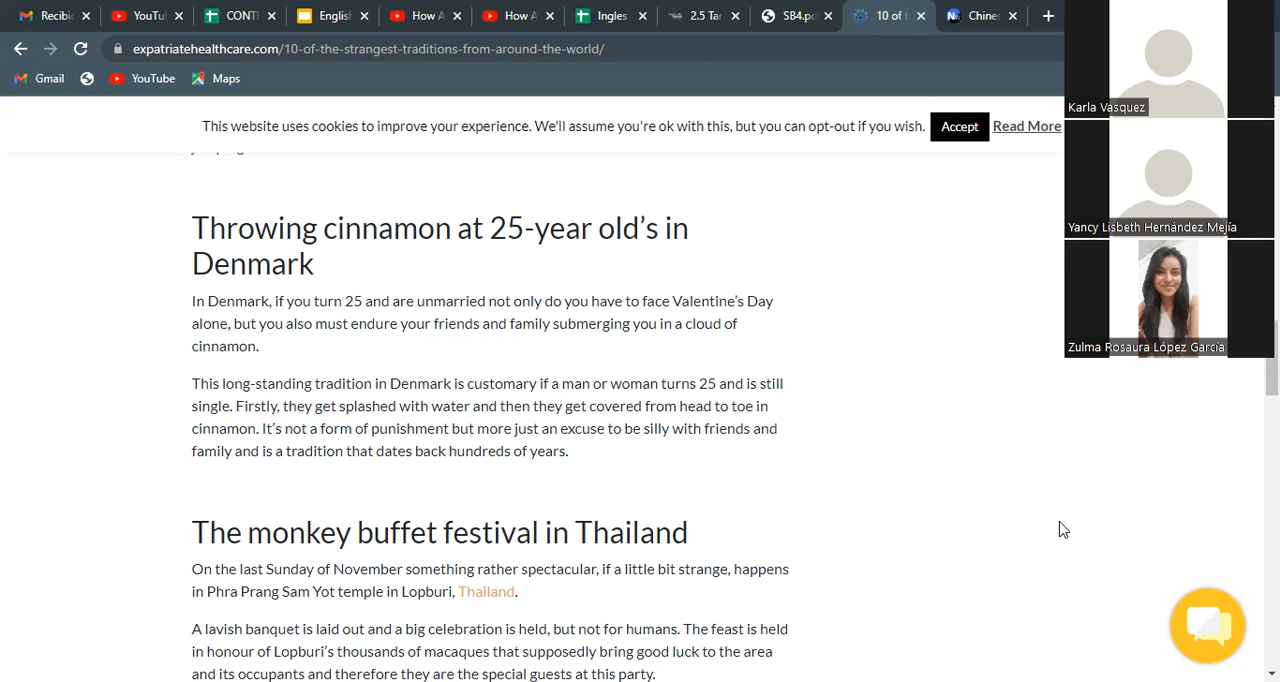 Recibi
YouTu
CONTI
Englis
How A
How A
Ingles
2.5 Tar
SB4.pd
10 of t
Chines
expatriatehealthcare.com/10-of-the-strangest-traditions-from-around-the-world/
Gmail
YouTube
Maps
This website uses cookies to improve your experience. We'll assume you're ok with this, but you can opt-out if you wish.
Accept
Read More
Throwing cinnamon at 25-year old's in
Denmark
In Denmark, if you turn 25 and are unmarried not only do you have to face Valentine's Day
alone, but you also must endure your friends and family submerging you in a cloud of
cinnamon.
This long-standing tradition in Denmark is customary if a man or woman turns 25 and is still
single. Firstly, they get splashed with water and then they get covered from head to toe in
cinnamon. It's not a form of punishment but more just an excuse to be silly with friends and
family and is a tradition that dates back hundreds of years.
The monkey buffet festival in Thailand
On the last Sunday of November something rather spectacular, if a little bit strange, happens
in Phra Prang Sam Yot temple in Lopburi, Thailand.
A lavish banquet is laid out and a big celebration is held, but not for humans. The feast is held
in honour of Lopburi's thousands of macaques that supposedly bring good luck to the area
and its occupants and therefore they are the special guests at this party.
Karla Vasquez
Yancy Lisbeth Hernández Mejía
Zulma Rosaura López García